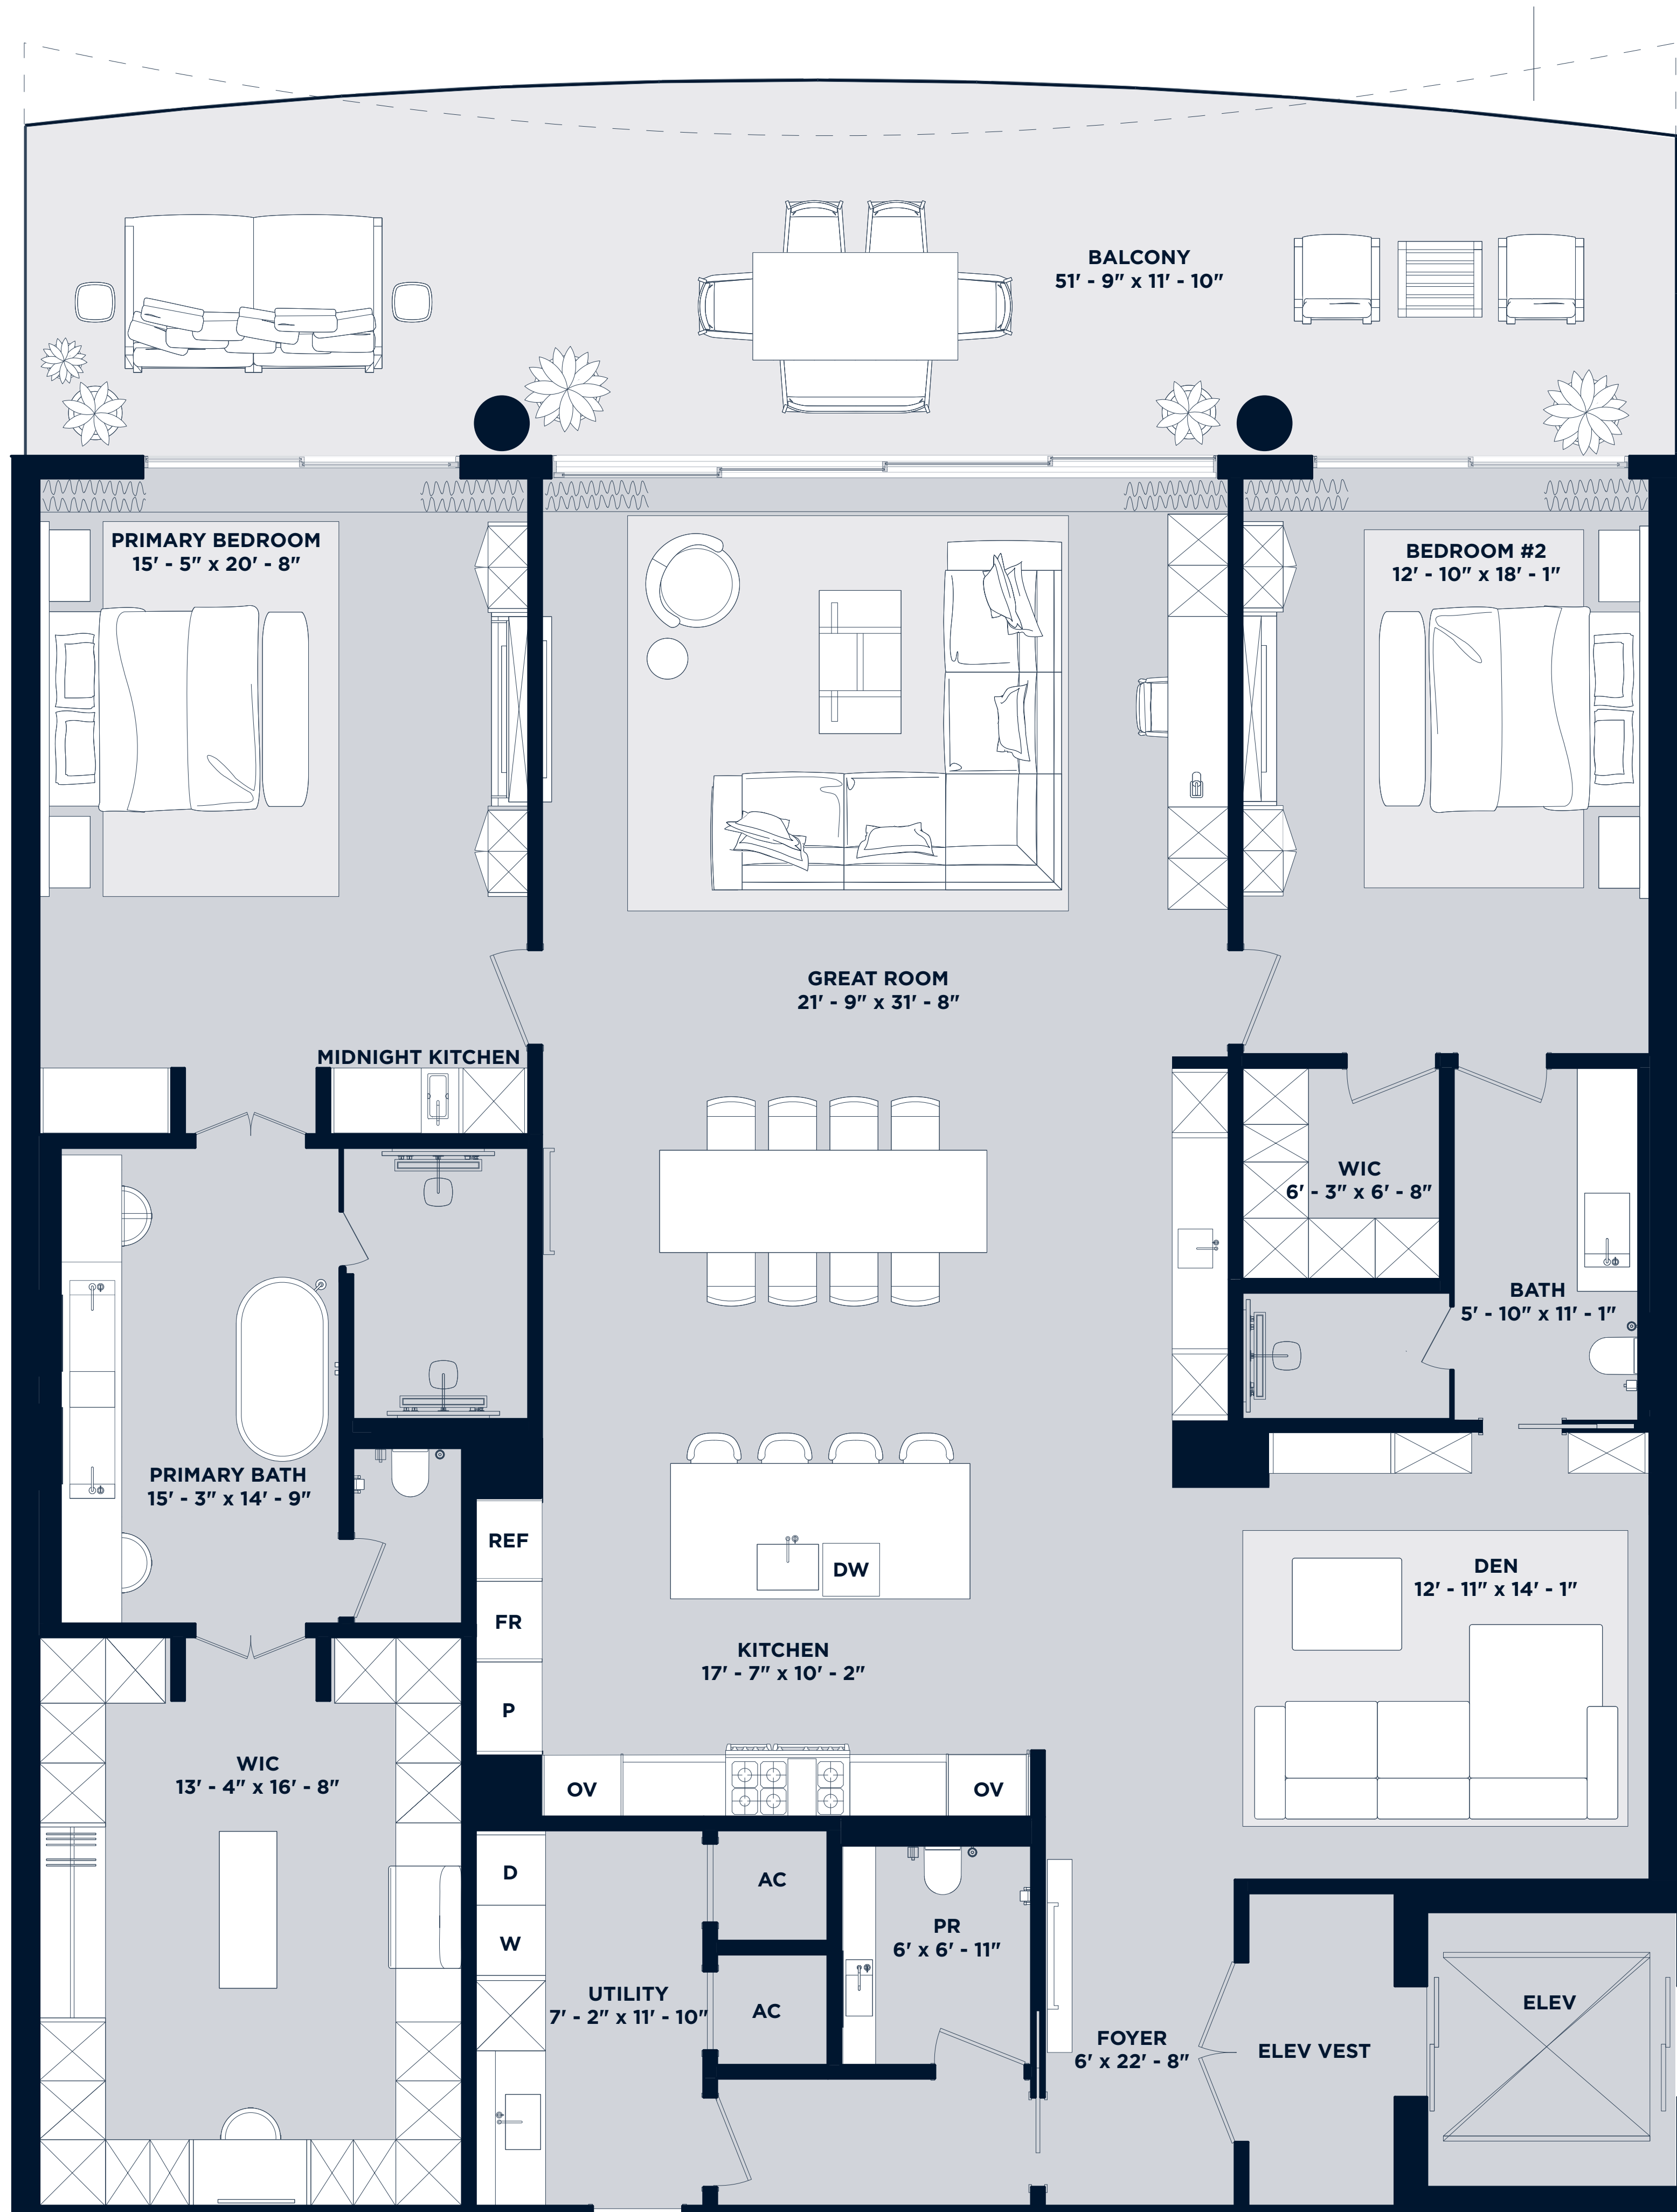 BALCONY
51' - 9" x 11' - 10"
PRIMARY BEDROOM
15' - 5" x 20' - 8"
BEDROOM #2
12' - 10" x 18' - 1"
GREAT ROOM
21' - 9" x 31' - 8"
MIDNIGHT KITCHEN
WIC
6' - 3" x 6' - 8"
BATH
5' - 10" x 11' - 1"
PRIMARY BATH
15' - 3" x 14' - 9"
REF
DW
DEN
12' - 11" x 14' - 1"
FR
KITCHEN
17' - 7" x 10' - 2"
P
WIC
13' - 4" x 16' - 8"
OV
OV
D
AC
W
PR
6' x 6' - 11"
UTILITY
7' - 2" x 11' - 10"
AC
FOYER
6' x 22' - 8"
ELEV VEST
ELEV